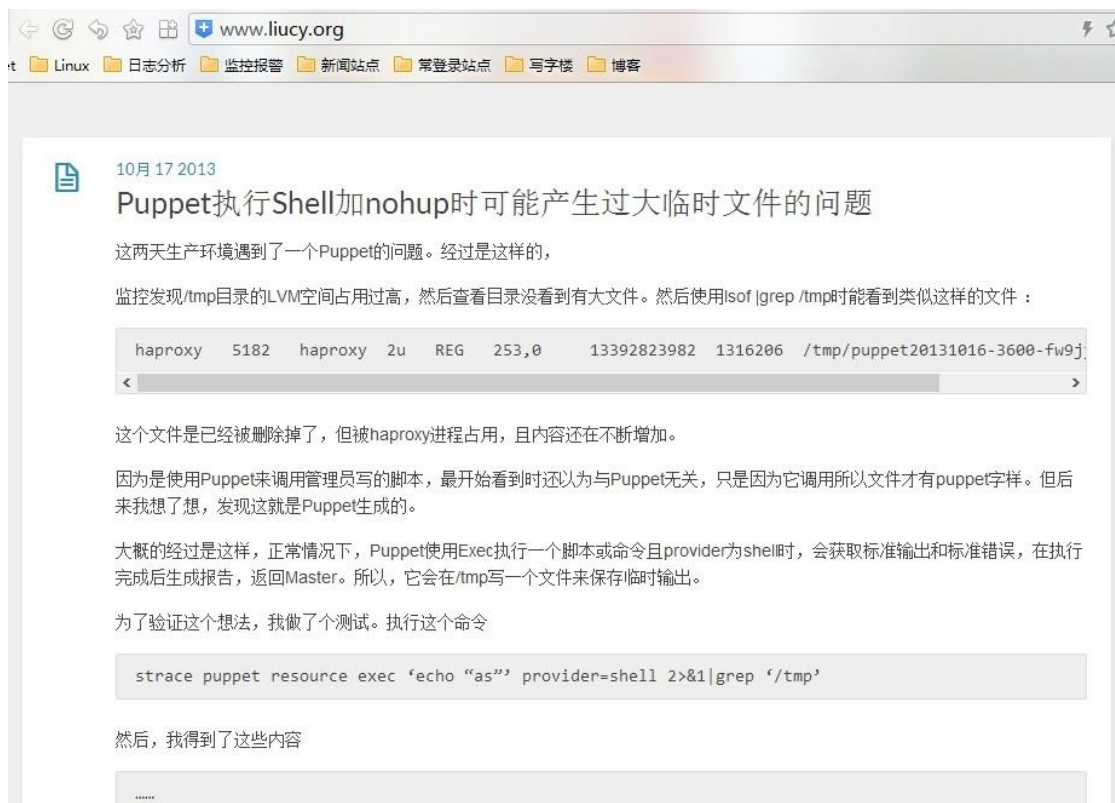 www.liucy.org
t Linux 日志分析 监控报警 新闻站点 常登录站点 写字楼 博客
10月 17 2013
Puppet执行Shell加nohup时可能产生过大临时文件的问题
这两天生产环境遇到了一个Puppet的问题。经过是这样的，
监控发现/tmp目录的LVM空间占用过高，然后查看目录没看到有大文件。然后使用lsof |grep /tmp时能看到类似这样的文件：
haproxy 5182 haproxy 2u REG 253,0 13392823982 1316206 /tmp/puppet20131016-3600-fw9j
这个文件是已经被删除掉了，但被haproxy进程占用，且内容还在不断增加。
因为是使用Puppet来调用管理员写的脚本，最开始看到时还以为与Puppet无关，只是因为它调用所以文件才有puppet字样。但后
来我想了想，发现这就是Puppet生成的。
大概的经过是这样，正常情况下，Puppet使用Exec执行一个脚本或命令且provider为shell时，会获取标准输出和标准错误，在执行
完成后生成报告，返回Master。所以，它会在/tmp写一个文件来保存临时输出。
为了验证这个想法，我做了个测试。执行这个命令
strace puppet resource exec ‘echo “as”’ provider=shell 2>&1|grep ‘/tmp’
然后，我得到了这些内容
……